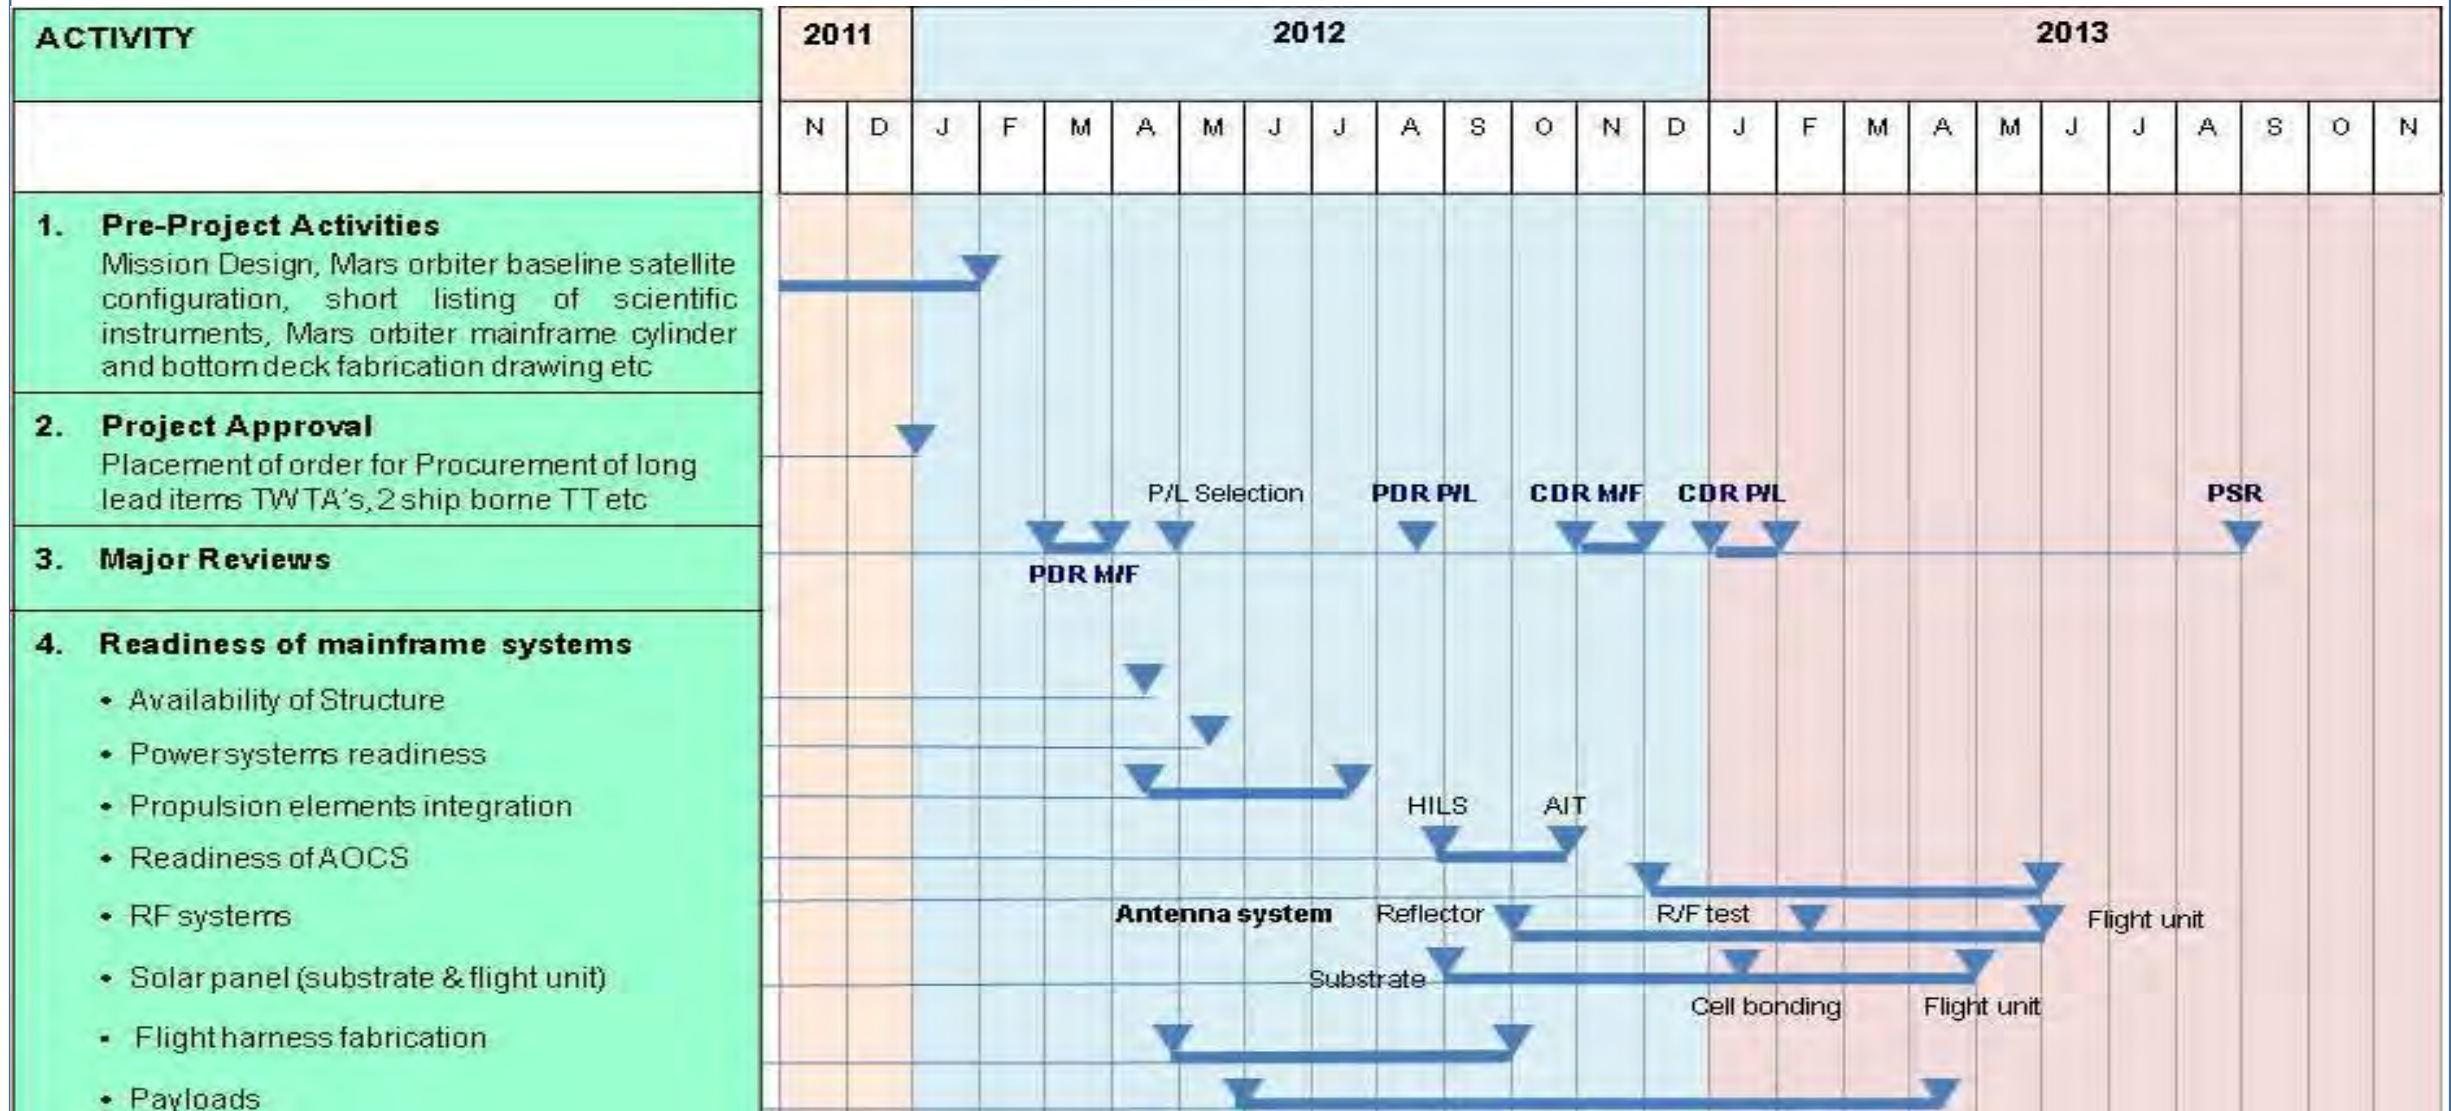 ACTIVITY
2011
2012
2013
N D J F M A M J J A S O N D J F M A M J J A S O N
1. Pre-Project Activities
Mission Design, Mars orbiter baseline satellite
configuration, short listing of scientific
instruments, Mars orbiter mainframe cylinder
and bottom deck fabrication drawing etc
2. Project Approval
Placement of order for Procurement of long
lead items TWTA's, 2 ship borne TT etc
P/L Selection
PDR P/L
CDR M/F
CDR P/L
PSR
3. Major Reviews
PDR M/F
4. Readiness of mainframe systems
• Availability of Structure
• Power systems readiness
• Propulsion elements integration
HILS
AIT
• Readiness of AOCS
• RF systems
Antenna system
Reflector
R/F test
Flight unit
• Solar panel (substrate & flight unit)
Substrate
Cell bonding
Flight unit
• Flight harness fabrication
• Payloads